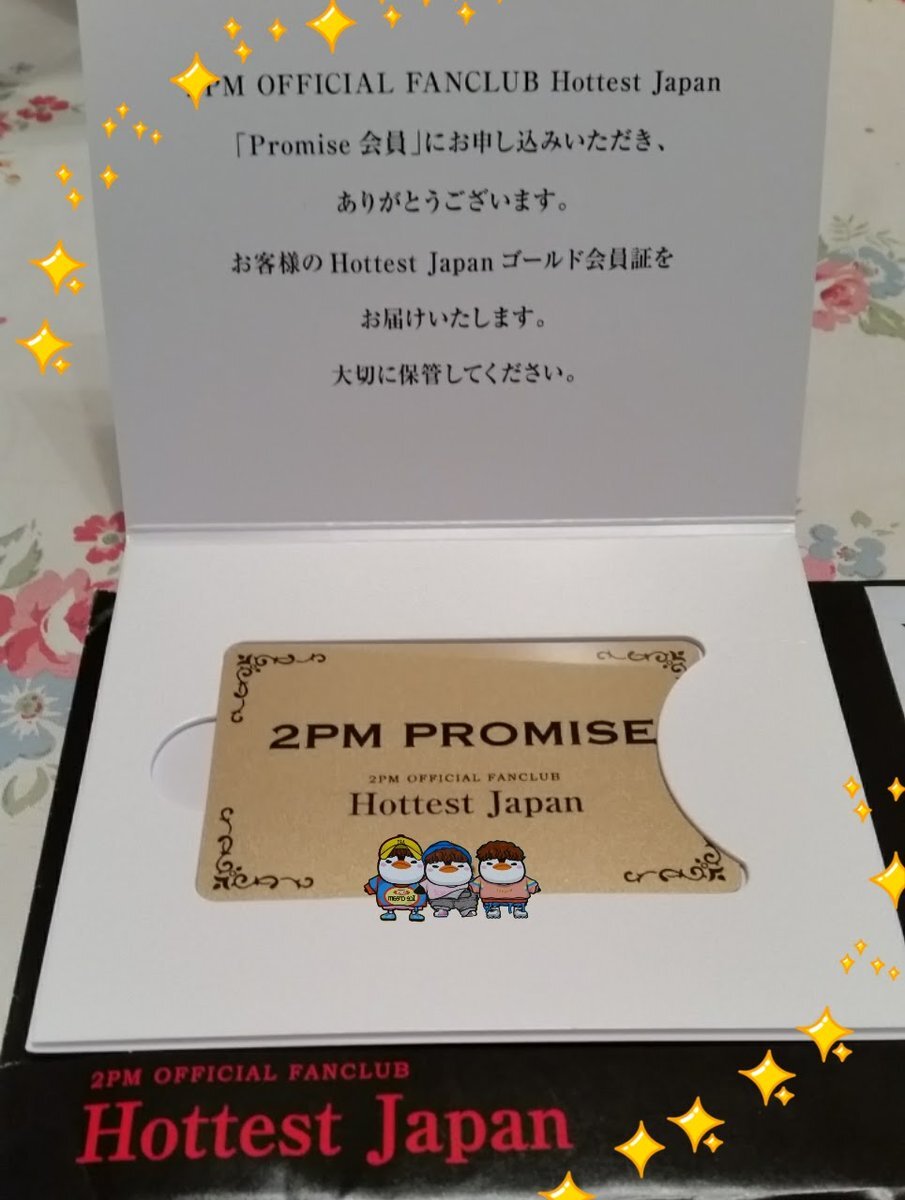 2PM OFFICIAL FANCLUB Hottest Japan
「Promise 会員」にお申し込みいただき、
ありがとうございます。
お客様の Hottest Japan ゴールド会員証を
お届けいたします。
大切に保管してください。
2PM PROMISE
2PM OFFICIAL FANCLUB
Hottest Japan
2PM OFFICIAL FANCLUB
Hottest Japan